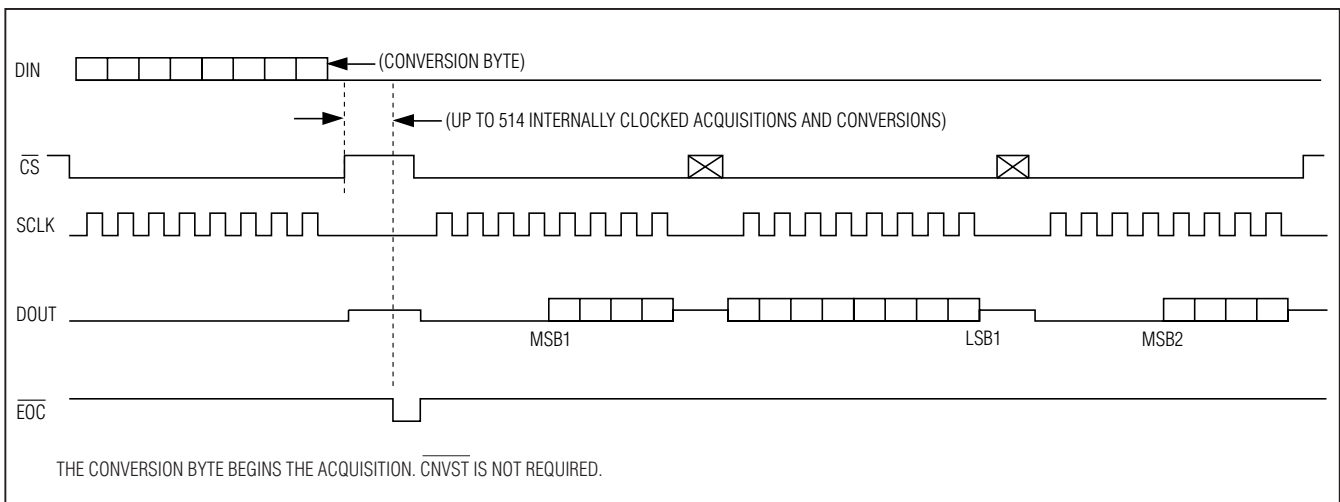 DIN
(CONVERSION BYTE)
(UP TO 514 INTERNALLY CLOCKED ACQUISITIONS AND CONVERSIONS)
CS
SCLK
DOUT
MSB1
LSB1
MSB2
EOC
THE CONVERSION BYTE BEGINS THE ACQUISITION. CNVST IS NOT REQUIRED.